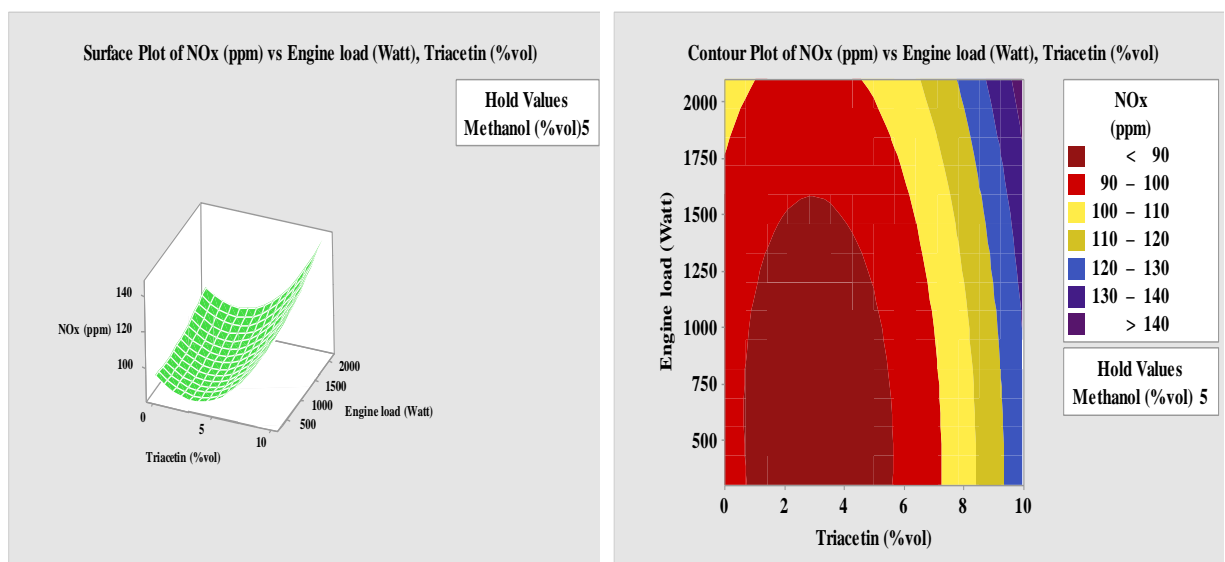 Surface Plot of NOx (ppm) vs Engine load (Watt), Triacetin (%vol)
Hold Values
Methanol (%vol)5
140
120
100
NOx (ppm)
0
5
10
Triacetin (%vol)
2000
1500
1000
500
Engine load (Watt)
Contour Plot of NOx (ppm) vs Engine load (Watt), Triacetin (%vol)
2000
1750
1500
1250
1000
750
500
Engine load (Watt)
0 2 4 6 8 10
Triacetin (%vol)
NOx
(ppm)
< 90
90 – 100
100 – 110
110 – 120
120 – 130
130 – 140
> 140
Hold Values
Methanol (%vol) 5